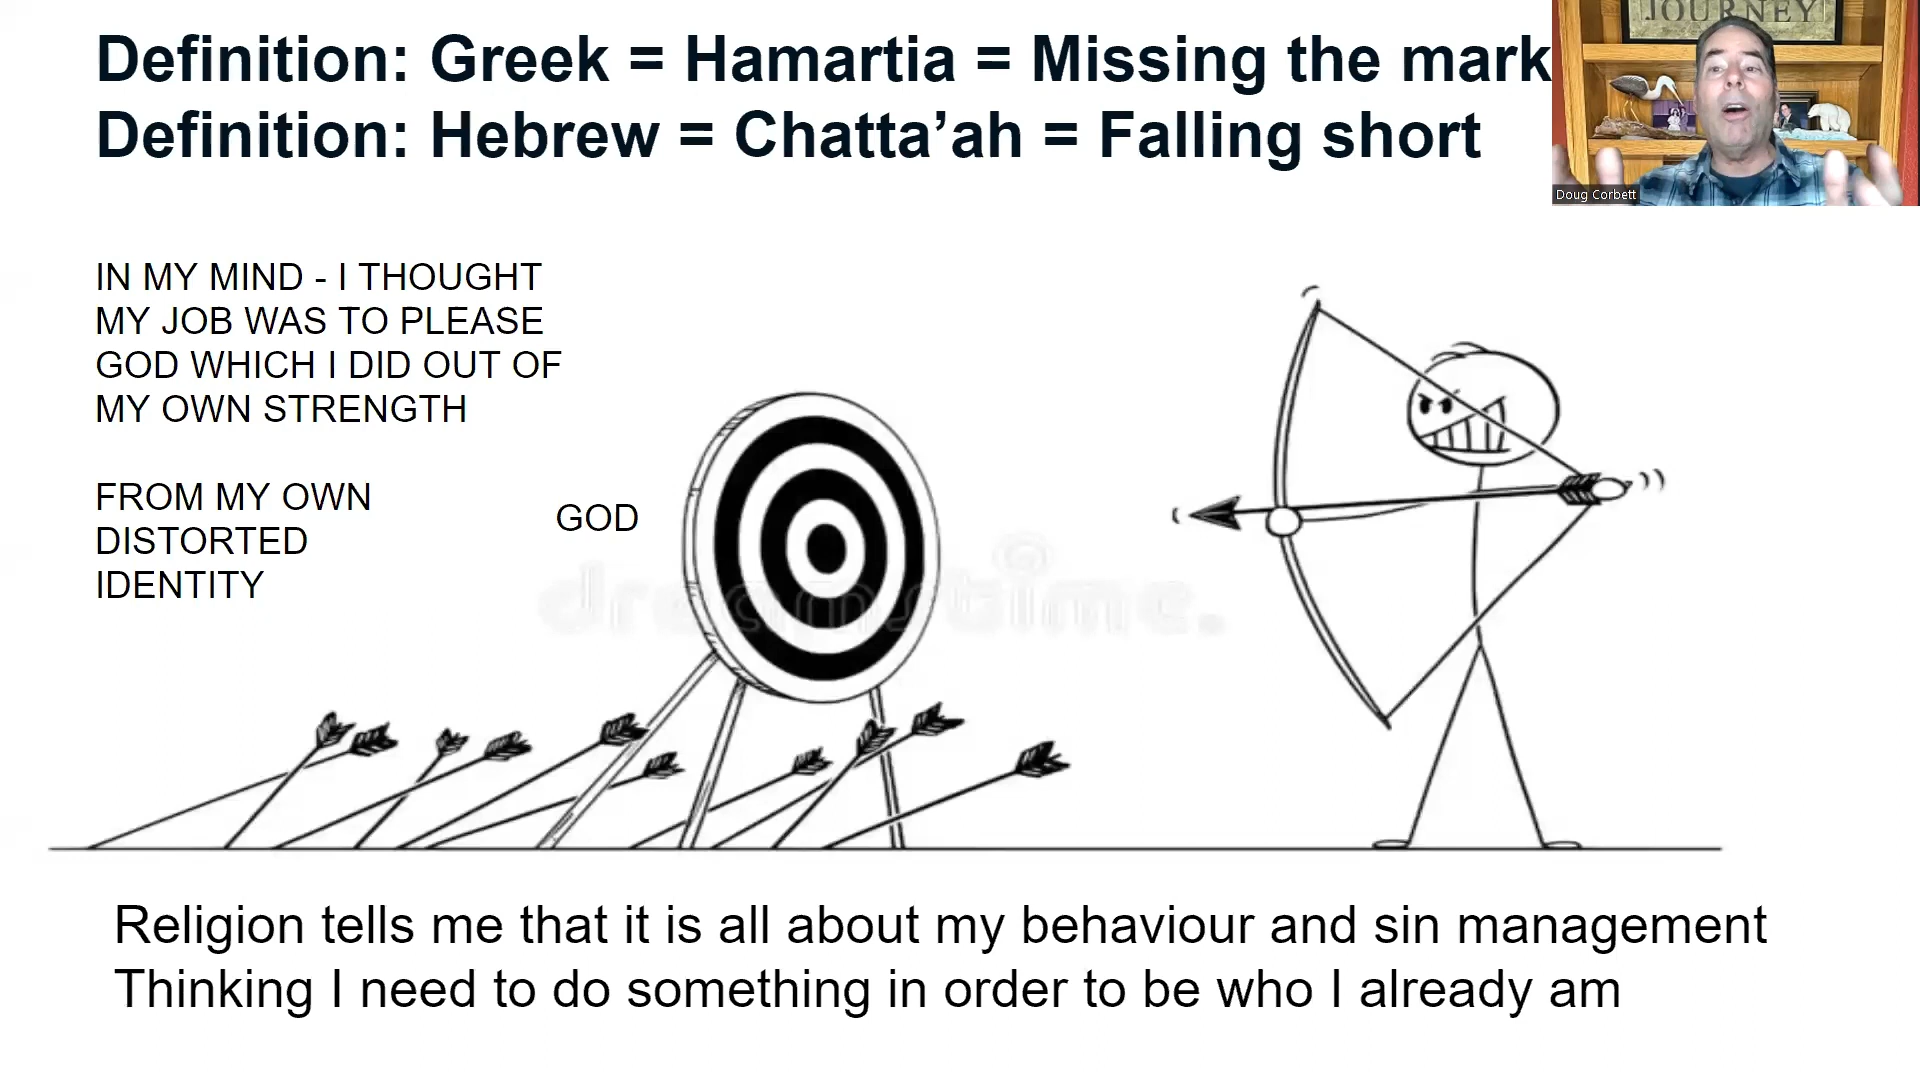 Definition: Greek = Hamartia = Missing the mark
Definition: Hebrew = Chatta’ah = Falling short
JOURNEY
Doug Corbett
IN MY MIND - I THOUGHT
MY JOB WAS TO PLEASE
GOD WHICH I DID OUT OF
MY OWN STRENGTH
FROM MY OWN
DISTORTED
IDENTITY
GOD
dreamstime.
Religion tells me that it is all about my behaviour and sin management
Thinking I need to do something in order to be who I already am